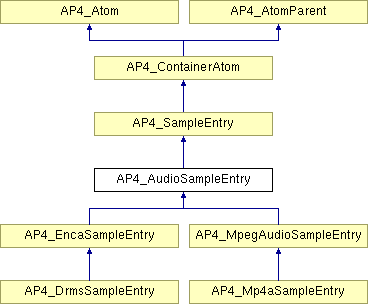 AP4_Atom
AP4_AtomParent
AP4_ContainerAtom
AP4_SampleEntry
AP4_AudioSampleEntry
AP4_EncaSampleEntry
AP4_MpegAudioSampleEntry
AP4_DrmsSampleEntry
AP4_Mp4aSampleEntry